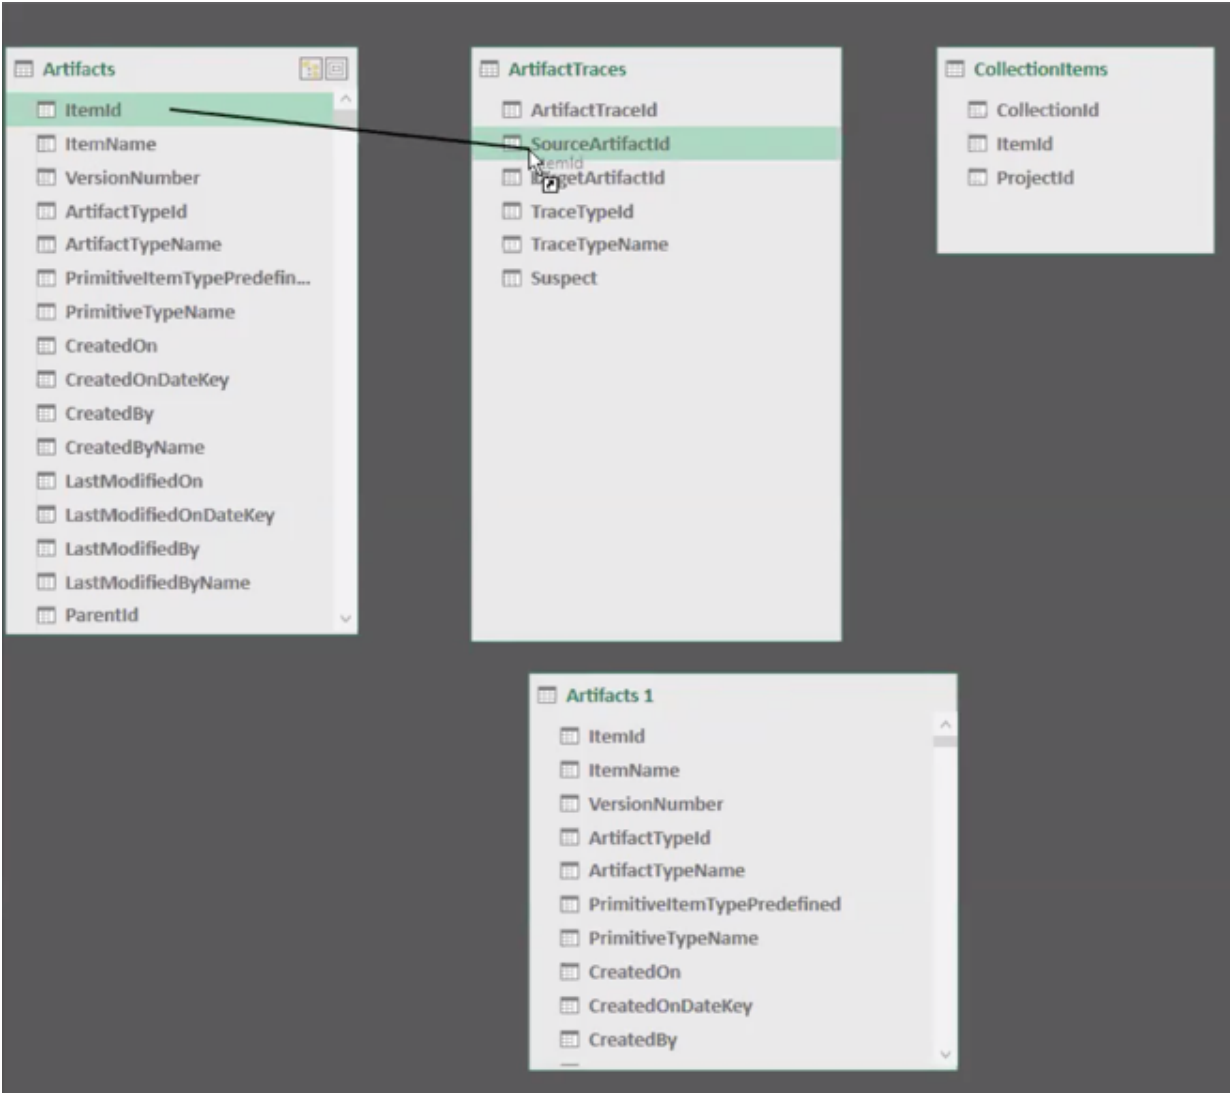 Artifacts
ItemId
ItemName
VersionNumber
ArtifactTypeId
ArtifactTypeName
PrimitiveItemTypePredefin...
PrimitiveTypeName
CreatedOn
CreatedOnDateKey
CreatedBy
CreatedByName
LastModifiedOn
LastModifiedOnDateKey
LastModifiedBy
LastModifiedByName
ParentId
ArtifactTraces
ArtifactTraceId
SourceArtifactId
ItemId
TargetArtifactId
TraceTypeId
TraceTypeName
Suspect
CollectionItems
CollectionId
ItemId
ProjectId
Artifacts 1
ItemId
ItemName
VersionNumber
ArtifactTypeId
ArtifactTypeName
PrimitiveItemTypePredefined
PrimitiveTypeName
CreatedOn
CreatedOnDateKey
CreatedBy